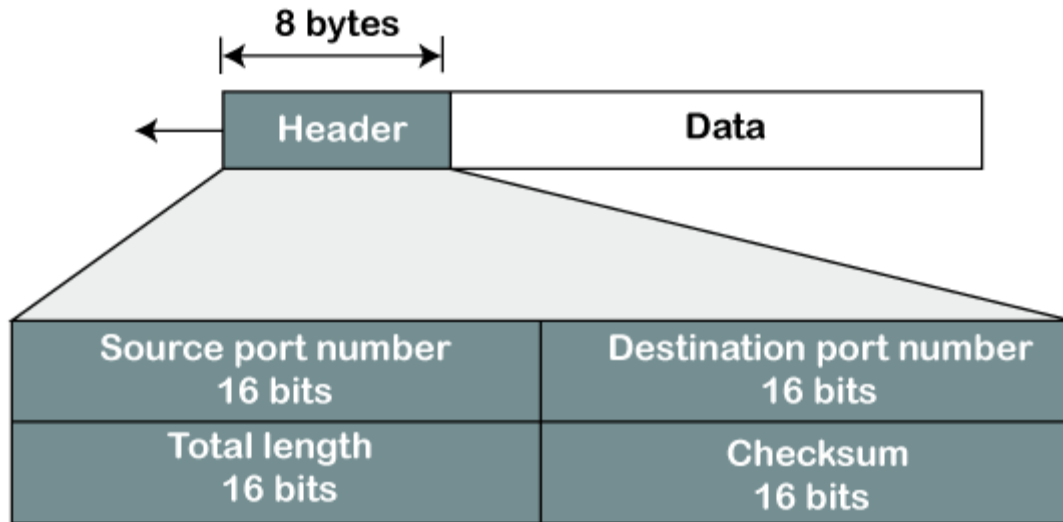 8 bytes
Header
Data
Source port number
16 bits
Destination port number
16 bits
Total length
16 bits
Checksum
16 bits